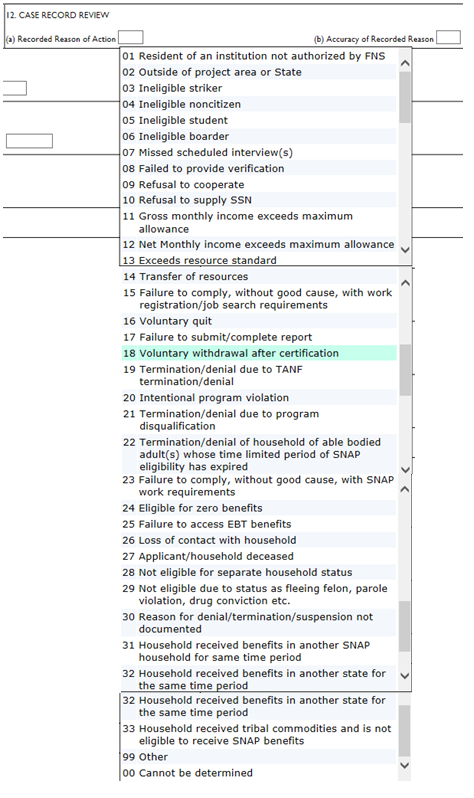 12. CASE RECORD REVIEW
(a) Recorded Reason of Action
(b) Accuracy of Recorded Reason
01 Resident of an institution not authorized by FNS
02 Outside of project area or State
03 Ineligible striker
04 Ineligible noncitizen
05 Ineligible student
06 Ineligible boarder
07 Missed scheduled interview(s)
08 Failed to provide verification
09 Refusal to cooperate
10 Refusal to supply SSN
11 Gross monthly income exceeds maximum
allowance
12 Net Monthly income exceeds maximum allowance
13 Exceeds resource standard
14 Transfer of resources
15 Failure to comply, without good cause, with work
registration/job search requirements
16 Voluntary quit
17 Failure to submit/complete report
18 Voluntary withdrawal after certification
19 Termination/denial due to TANF
termination/denial
20 Intentional program violation
21 Termination/denial due to program
disqualification
22 Termination/denial of household of able bodied
adult(s) whose time limited period of SNAP
eligibility has expired
23 Failure to comply, without good cause, with SNAP
work requirements
24 Eligible for zero benefits
25 Failure to access EBT benefits
26 Loss of contact with household
27 Applicant/household deceased
28 Not eligible for separate household status
29 Not eligible due to status as fleeing felon, parole
violation, drug conviction etc.
30 Reason for denial/termination/suspension not
documented
31 Household received benefits in another SNAP
household for same time period
32 Household received benefits in another state for
the same time period
32 Household received benefits in another state for
the same time period
33 Household received tribal commodities and is not
eligible to receive SNAP benefits
99 Other
00 Cannot be determined